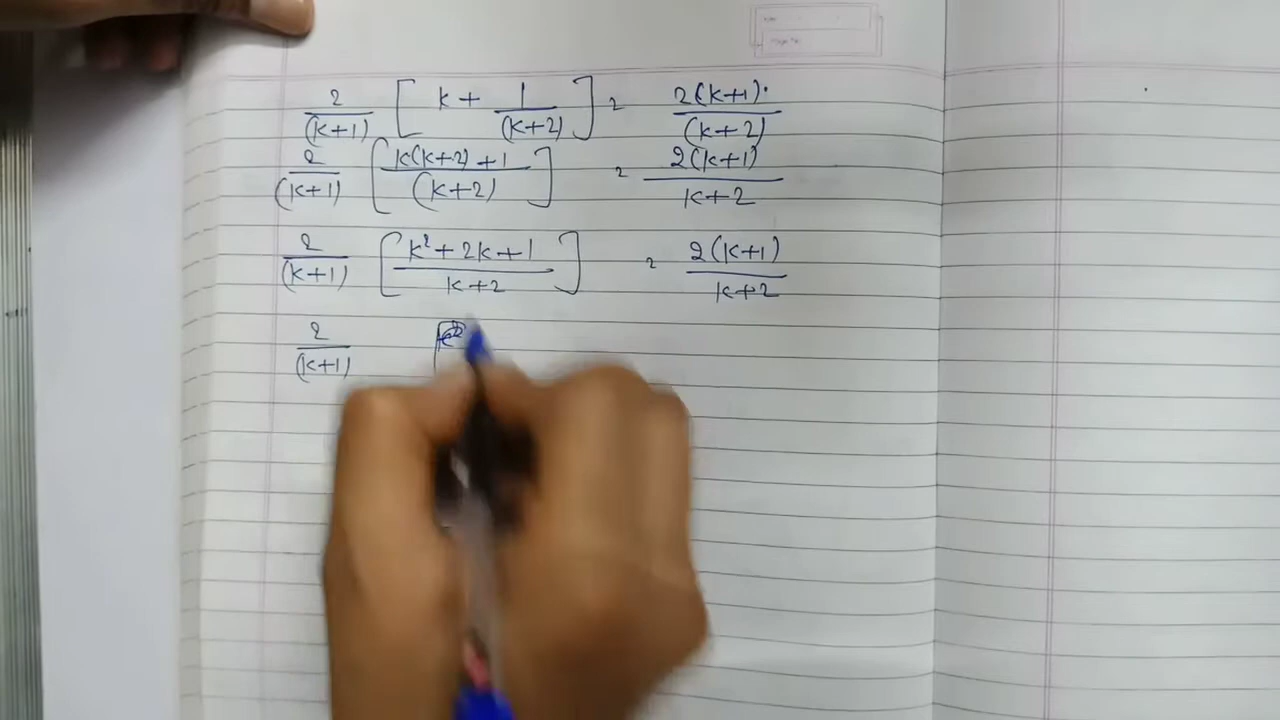 2/(k+1) [ k + 1/(k+2) ] = 2(k+1)./(k+2)
2/(k+1) [ k(k+2)+1/(k+2) ] = 2(k+1)/k+2
2/(k+1) [ k²+2k+1/k+2 ] = 2(k+1)/k+2
2/(k+1) [